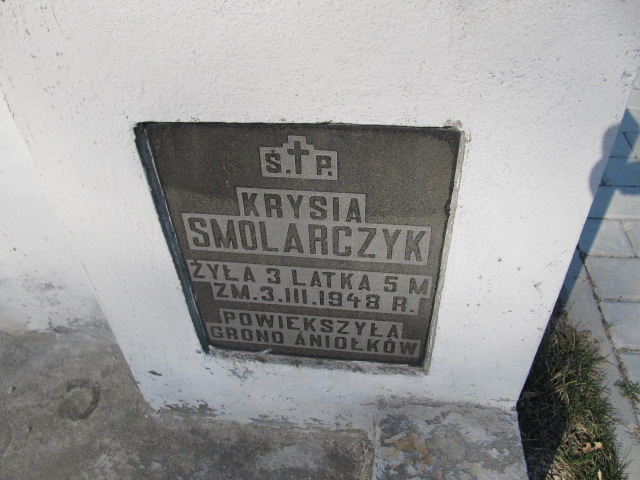 Ś.†P.
KRYSIA
SMOLARCZYK
ŻYŁA 3 LATKA 5 M
ZM.3.III.1948 R.
POWIEKSZYŁA
GRONO ANIOŁKÓW